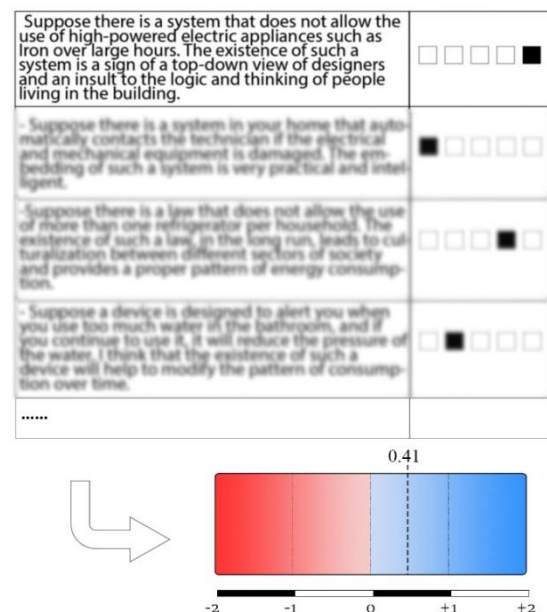 Suppose there is a system that does not allow the
use of high-powered electric appliances such as
Iron over large hours. The existence of such a
system is a sign of a top-down view of designers
and an insult to the logic and thinking of people
living in the building.
- Suppose there is a system in your home that auto-
matically contacts the technician if the electrical
and mechanical equipment is damaged. The em-
bedding of such a system is very practical and intel-
ligent.
-Suppose there is a law that does not allow the use
of more than one refrigerator per household. The
existence of such a law, in the long run, leads to cul-
turalization between different sectors of society
and provides a proper pattern of energy consump-
tion.
- Suppose a device is designed to alert you when
you use too much water in the bathroom, and if
you continue to use it, it will reduce the pressure of
the water. I think that the existence of such a
device will help to modify the pattern of consump-
tion over time.
......
0.41
-2 -1 0 +1 +2